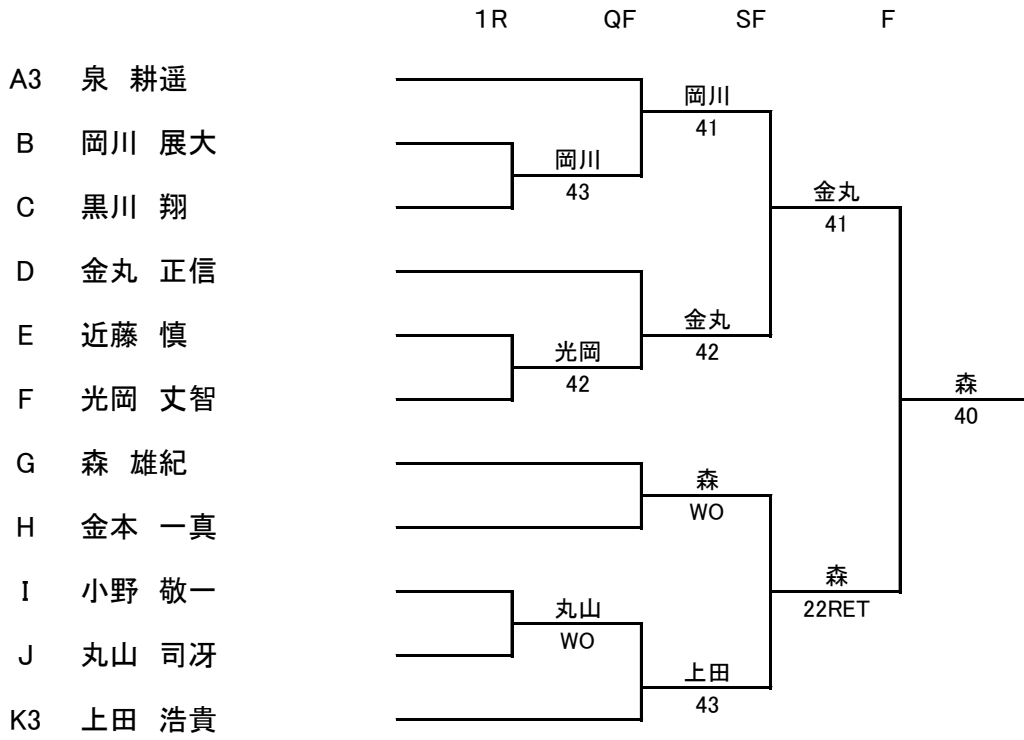 1R QF SF F
A3 泉 耕遥
岡川
41
B 岡川 展大
岡川
43
C 黒川 翔
金丸
41
D 金丸 正信
E 近藤 慎
金丸
42
光岡
42
F 光岡 丈智
森
40
G 森 雄紀
森
WO
H 金本 一真
I 小野 敬一
森
22RET
丸山
WO
J 丸山 司冴
上田
43
K3 上田 浩貴